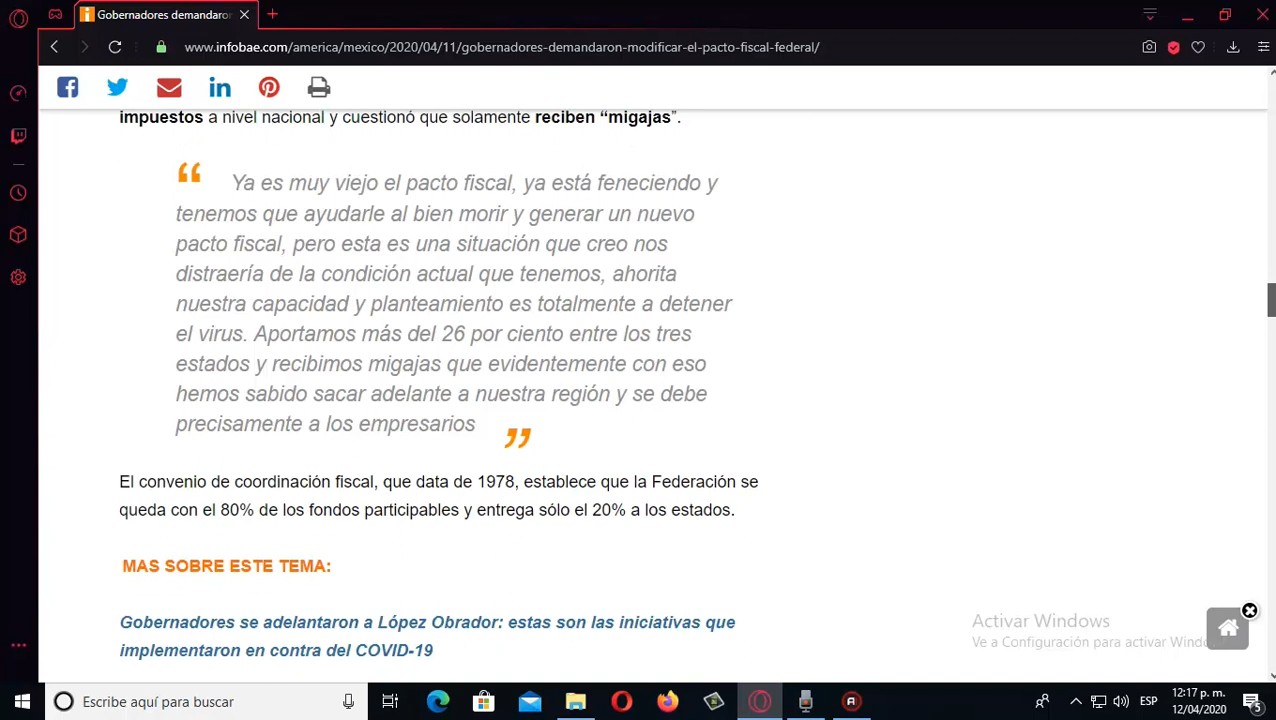 Gobernadores demandaron
www.infobae.com/america/mexico/2020/04/11/gobernadores-demandaron-modificar-el-pacto-fiscal-federal/
impuestos a nivel nacional y cuestionó que solamente reciben “migajas”.
“ Ya es muy viejo el pacto fiscal, ya está feneciendo y
tenemos que ayudarle al bien morir y generar un nuevo
pacto fiscal, pero esta es una situación que creo nos
distraería de la condición actual que tenemos, ahorita
nuestra capacidad y planteamiento es totalmente a detener
el virus. Aportamos más del 26 por ciento entre los tres
estados y recibimos migajas que evidentemente con eso
hemos sabido sacar adelante a nuestra región y se debe
precisamente a los empresarios ”
El convenio de coordinación fiscal, que data de 1978, establece que la Federación se
queda con el 80% de los fondos participables y entrega sólo el 20% a los estados.
MAS SOBRE ESTE TEMA:
Gobernadores se adelantaron a López Obrador: estas son las iniciativas que
implementaron en contra del COVID-19
Activar Windows
Ve a Configuración para activar
Escribe aquí para buscar
ESP
12:17 p. m.
12/04/2020
5